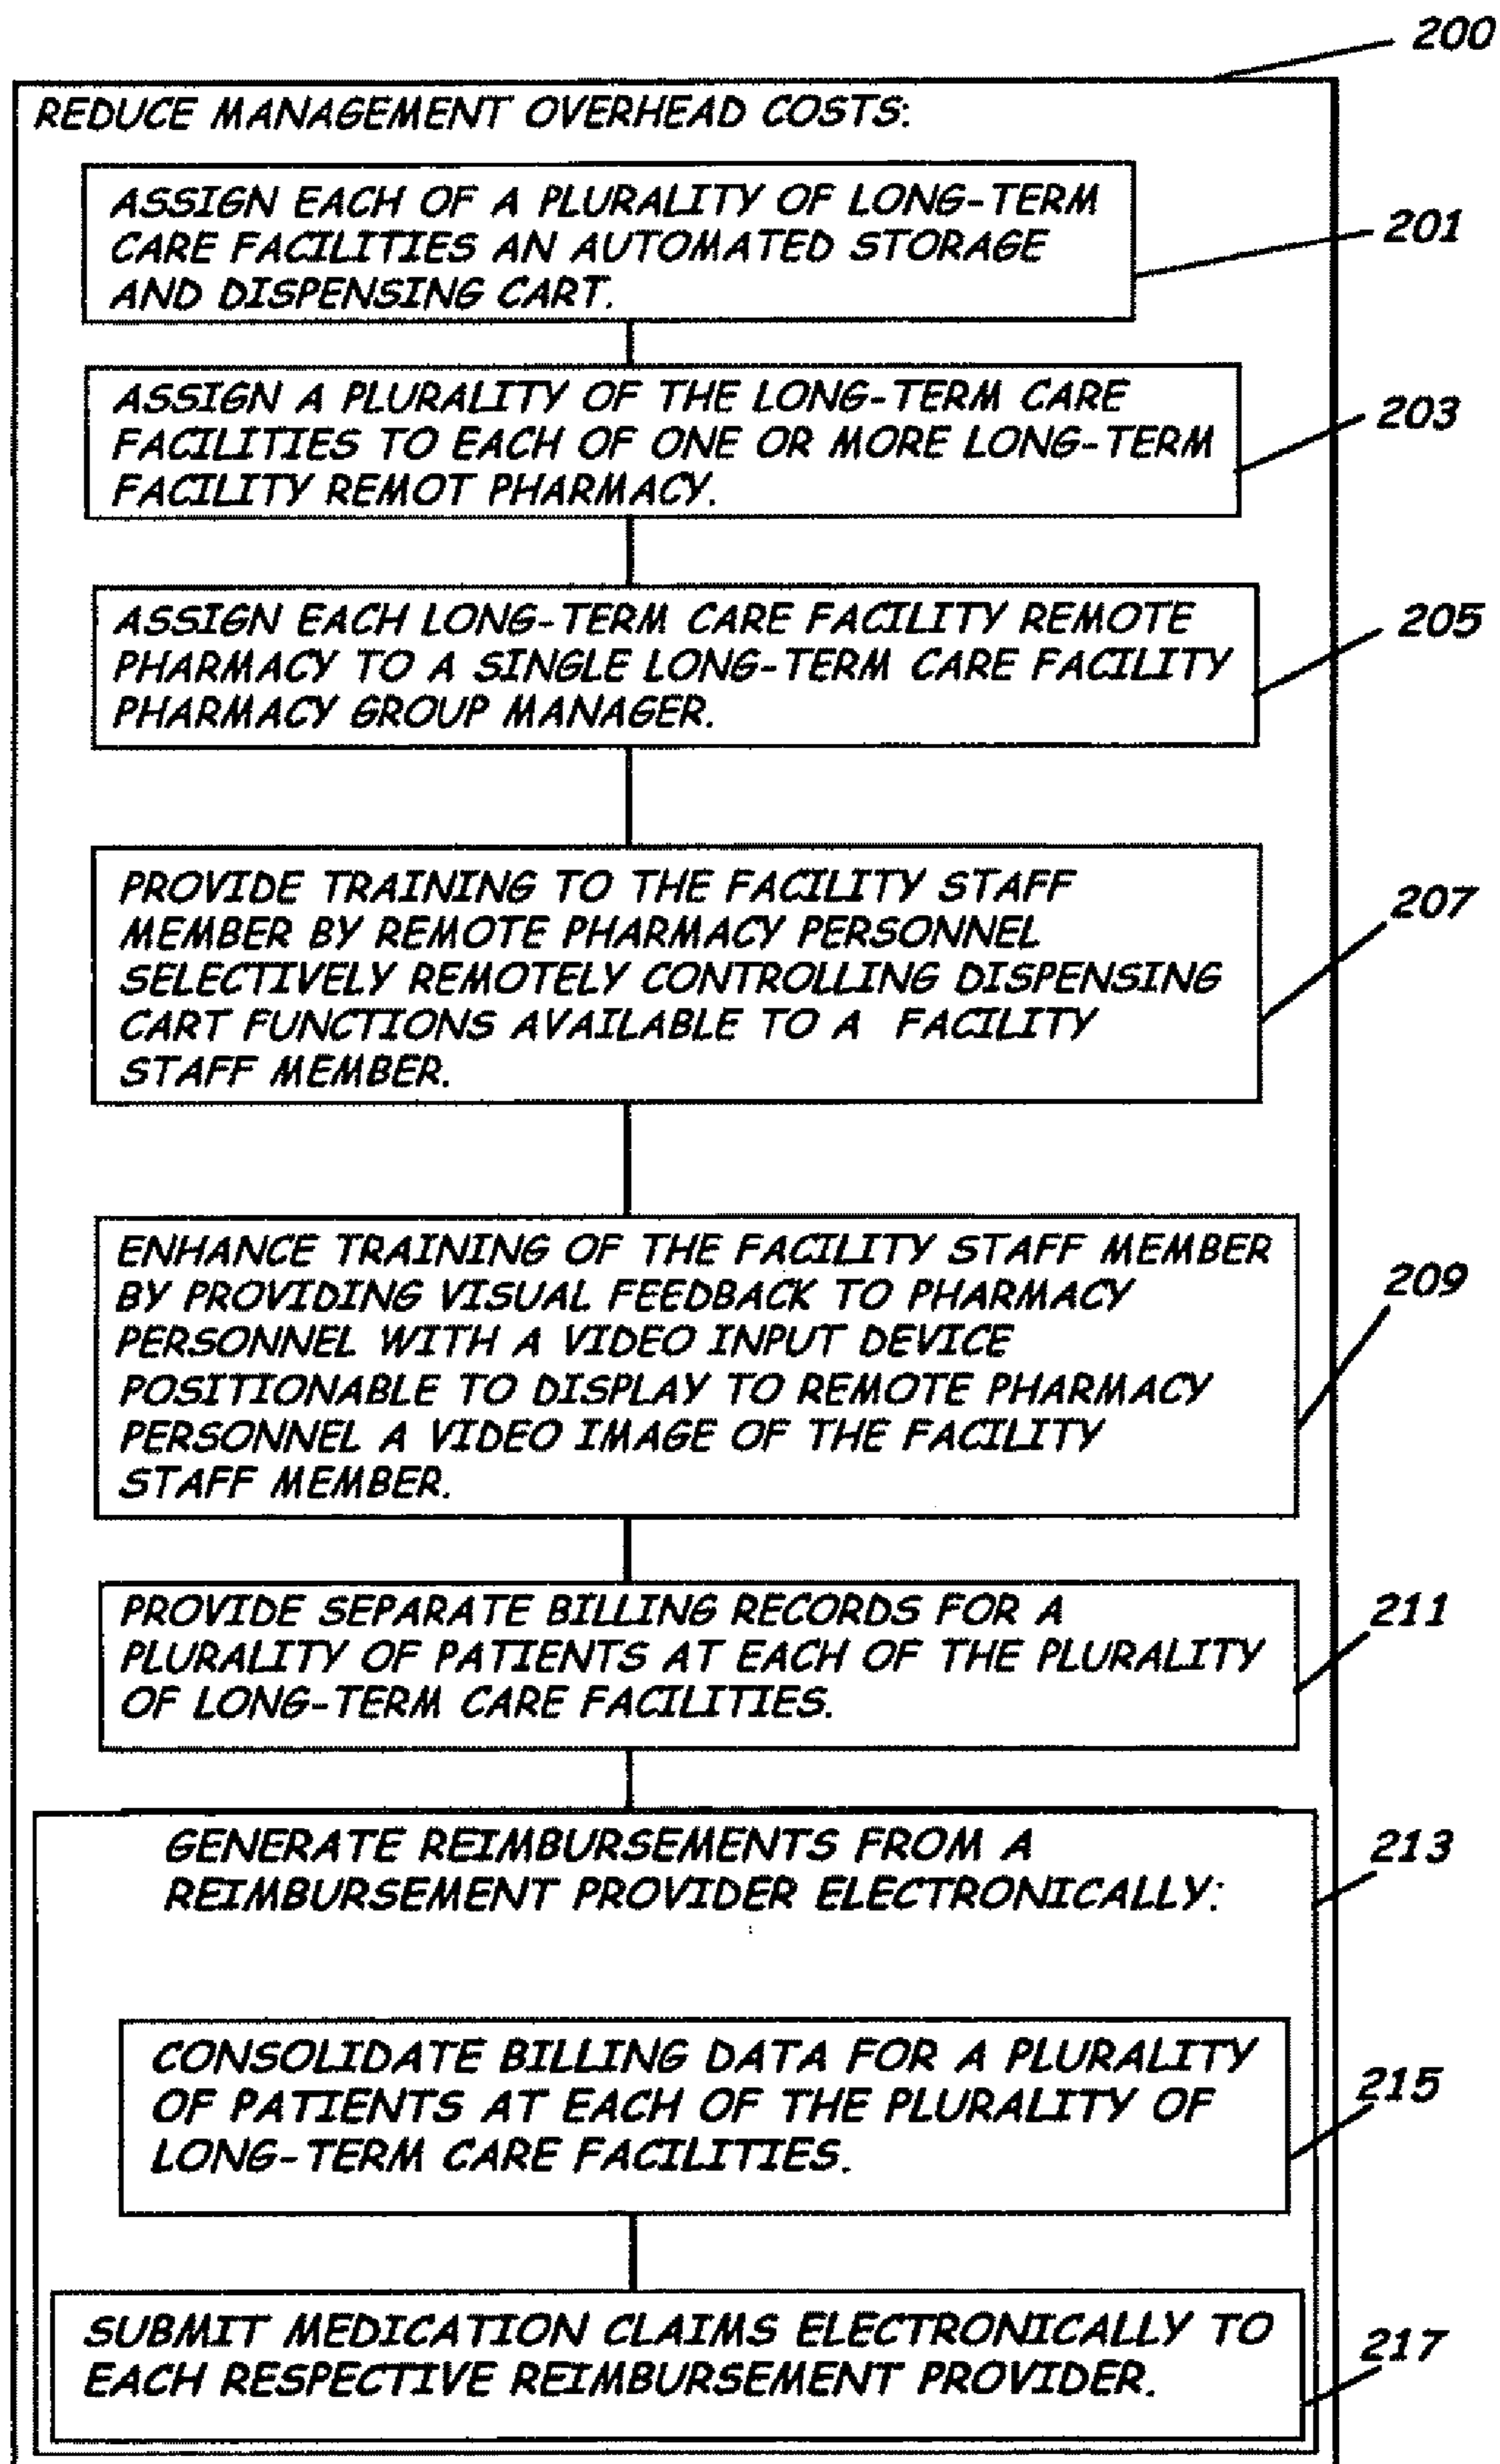 200
REDUCE MANAGEMENT OVERHEAD COSTS:
ASSIGN EACH OF A PLURALITY OF LONG-TERM
CARE FACILITIES AN AUTOMATED STORAGE
AND DISPENSING CART.
201
ASSIGN A PLURALITY OF THE LONG-TERM CARE
FACILITIES TO EACH OF ONE OR MORE LONG-TERM
FACILITY REMOT PHARMACY.
203
ASSIGN EACH LONG-TERM CARE FACILITY REMOTE
PHARMACY TO A SINGLE LONG-TERM CARE FACILITY
PHARMACY GROUP MANAGER.
205
PROVIDE TRAINING TO THE FACILITY STAFF
MEMBER BY REMOTE PHARMACY PERSONNEL
SELECTIVELY REMOTELY CONTROLLING DISPENSING
CART FUNCTIONS AVAILABLE TO A FACILITY
STAFF MEMBER.
207
ENHANCE TRAINING OF THE FACILITY STAFF MEMBER
BY PROVIDING VISUAL FEEDBACK TO PHARMACY
PERSONNEL WITH A VIDEO INPUT DEVICE
POSITIONABLE TO DISPLAY TO REMOTE PHARMACY
PERSONNEL A VIDEO IMAGE OF THE FACILITY
STAFF MEMBER.
209
PROVIDE SEPARATE BILLING RECORDS FOR A
PLURALITY OF PATIENTS AT EACH OF THE PLURALITY
OF LONG-TERM CARE FACILITIES.
211
GENERATE REIMBURSEMENTS FROM A
REIMBURSEMENT PROVIDER ELECTRONICALLY:
213
CONSOLIDATE BILLING DATA FOR A PLURALITY
OF PATIENTS AT EACH OF THE PLURALITY OF
LONG-TERM CARE FACILITIES.
215
SUBMIT MEDICATION CLAIMS ELECTRONICALLY TO
EACH RESPECTIVE REIMBURSEMENT PROVIDER.
217